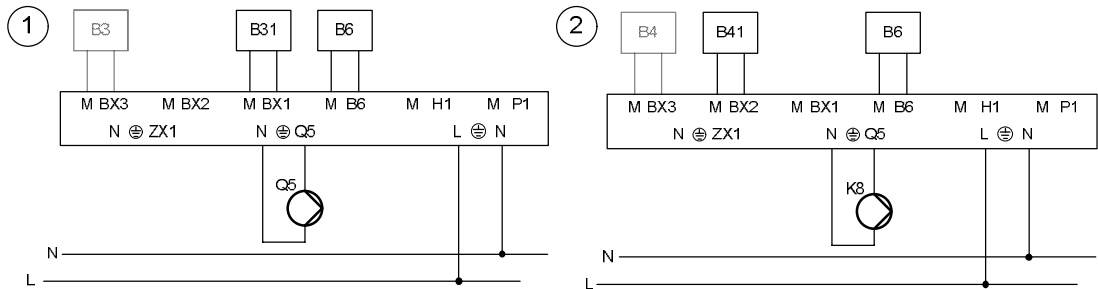 1
B3 B31 B6
M BX3 M BX2 M BX1 M B6 M H1 M P1
N ZX1 N Q5 L N
Q5
N
L
2
B4 B41 B6
M BX3 M BX2 M BX1 M B6 M H1 M P1
N ZX1 N Q5 L N
K8
N
L